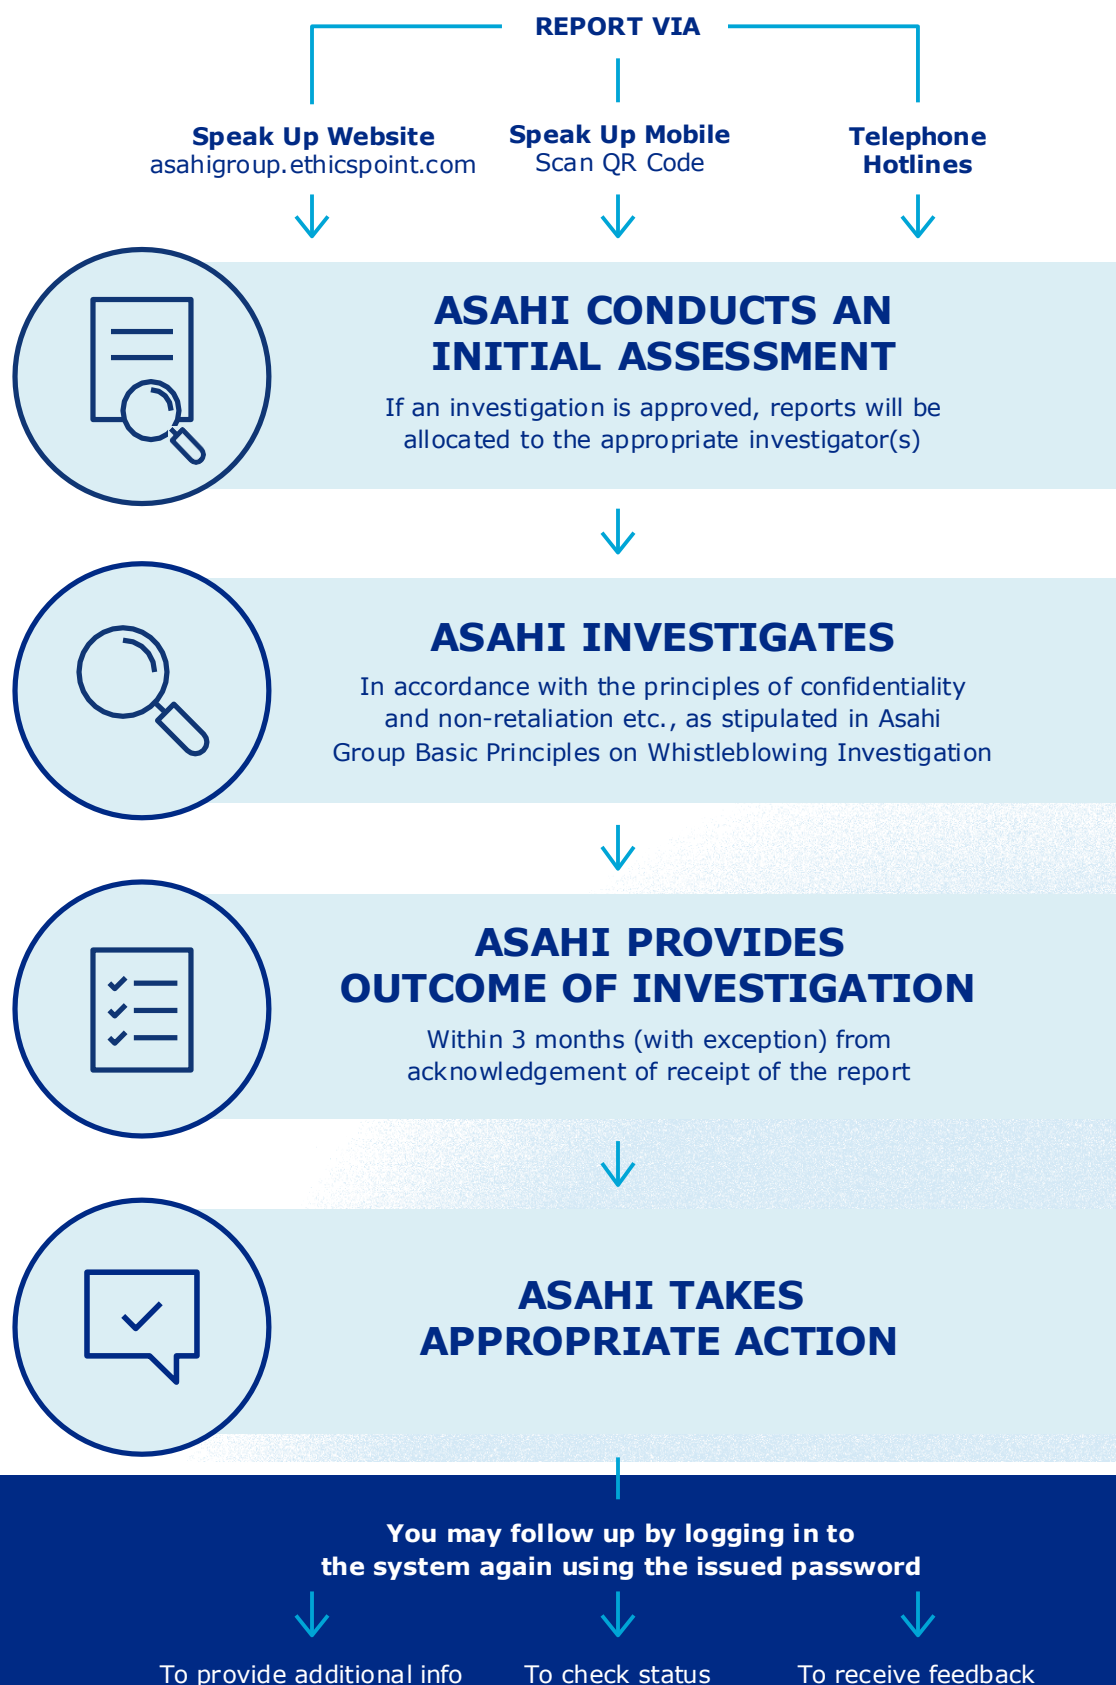 REPORT VIA
Speak Up Website
asahigroup.ethicspoint.com
Speak Up Mobile
Scan QR Code
Telephone
Hotlines
ASAHI CONDUCTS AN
INITIAL ASSESSMENT
If an investigation is approved, reports will be
allocated to the appropriate investigator(s)
ASAHI INVESTIGATES
In accordance with the principles of confidentiality
and non-retaliation etc., as stipulated in Asahi
Group Basic Principles on Whistleblowing Investigation
ASAHI PROVIDES
OUTCOME OF INVESTIGATION
Within 3 months (with exception) from
acknowledgement of receipt of the report
ASAHI TAKES
APPROPRIATE ACTION
You may follow up by logging in to
the system again using the issued password
To provide additional info
To check status
To receive feedback